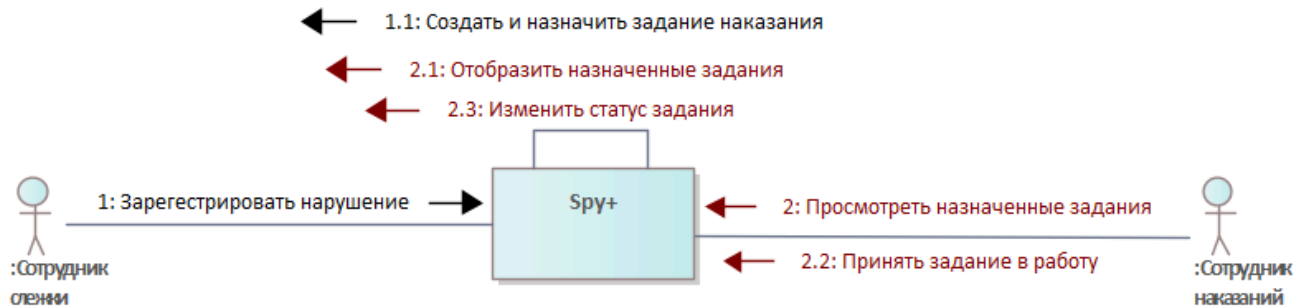 1.1: Создать и назначить задание наказания
2.1: Отобразить назначенные задания
2.3: Изменить статус задания
1: Зарегестрировать нарушение
Spy+
2: Просмотреть назначенные задания
2.2: Принять задание в работу
:Сотрудник
слежки
:Сотрудник
наказаний